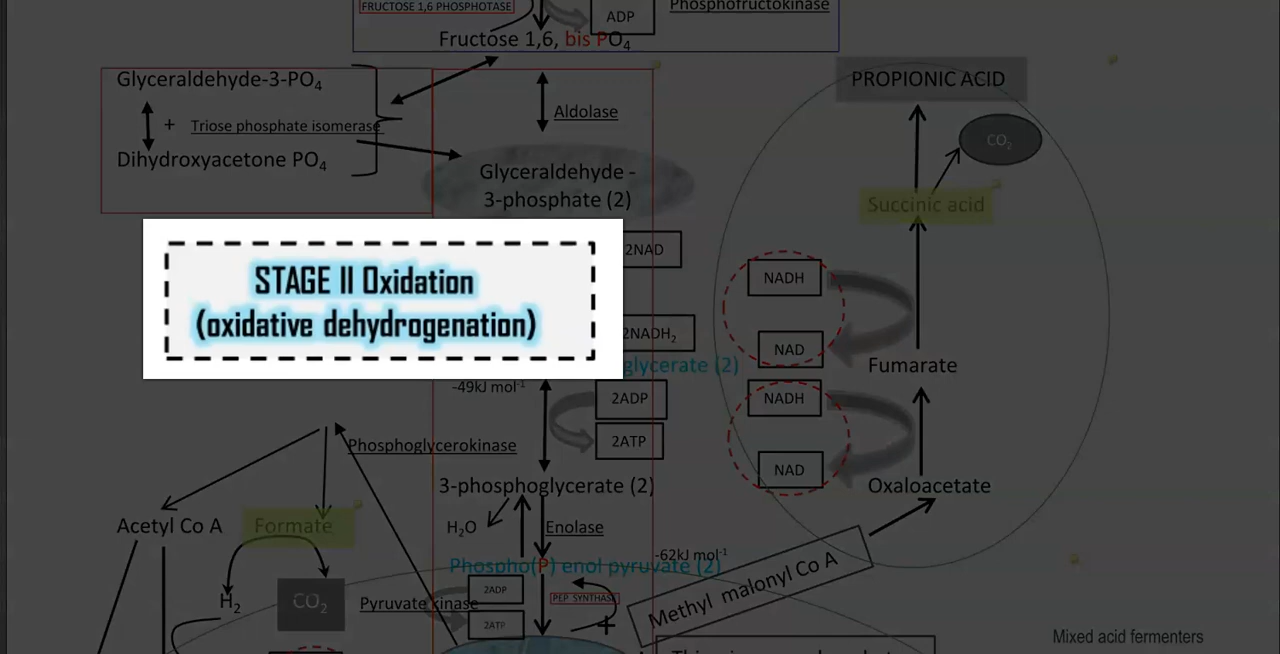 FRUCTOSE 1,6 PHOSPHOTASE
ADP
Phosphofructokinase
Fructose 1,6, bis PO4
Glyceraldehyde-3-PO4
+ Triose phosphate isomerase
Dihydroxyacetone PO4
Aldolase
Glyceraldehyde -
3-phosphate (2)
STAGE II Oxidation
(oxidative dehydrogenation)
2NAD
2NADH2
glycerate (2)
-49kJ mol-1
2ADP
2ATP
Phosphoglycerokinase
3-phosphoglycerate (2)
H2O
Enolase
-62kJ mol-1
Phospho(P) enol pyruvate (2)
2ADP
2ATP
Pyruvate kinase
PEP SYNTHASE
+
Acetyl Co A
Formate
H2
CO2
PROPIONIC ACID
CO2
Succinic acid
NADH
NAD
Fumarate
NADH
NAD
Oxaloacetate
Methyl malonyl Co A
Mixed acid fermenters